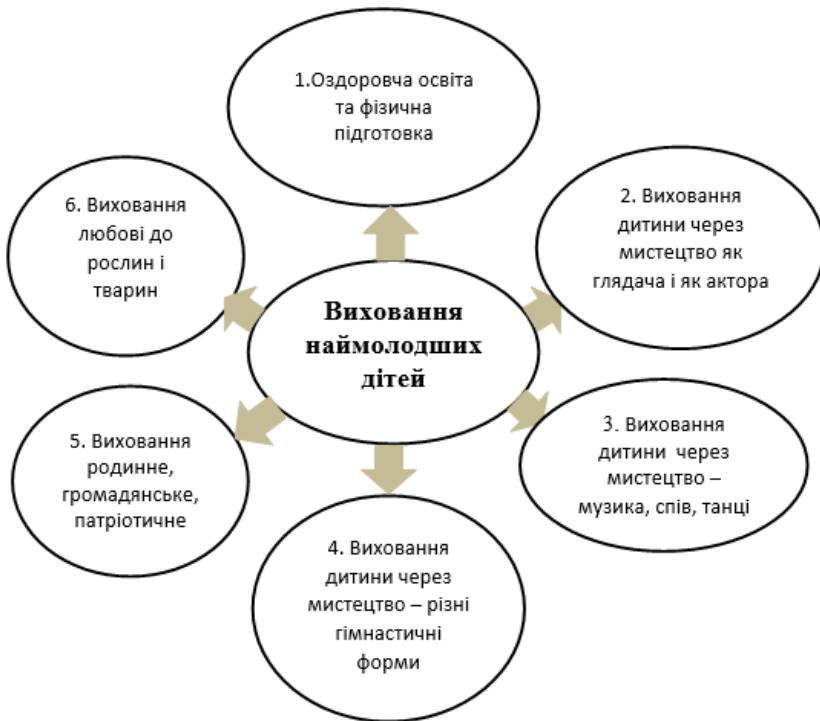 1.Оздоровча освіта
та фізична
підготовка
2. Виховання
дитини через
мистецтво як
глядача і як актора
3. Виховання
дитини через
мистецтво –
музика, спів, танці
4. Виховання
дитини через
мистецтво – різні
гімнастичні
форми
5. Виховання
родинне,
громадянське,
патріотичне
6. Виховання
любові до
рослин і
тварин
Виховання
наймолодших
дітей